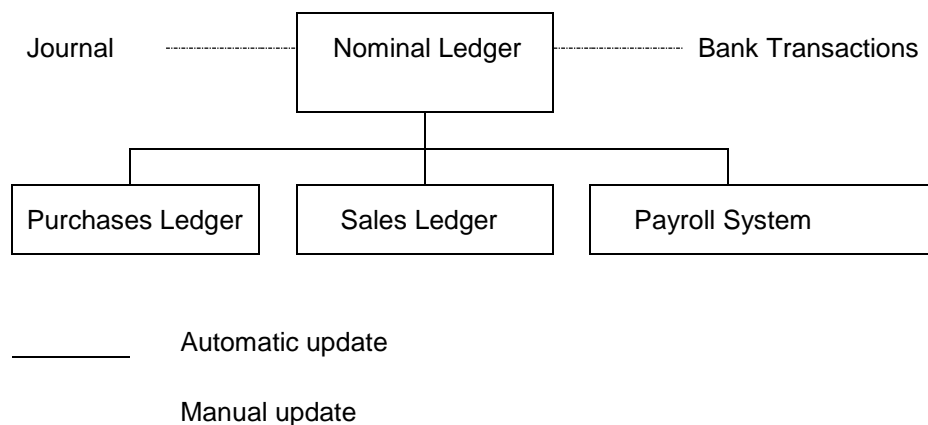 Journal
Nominal Ledger
Bank Transactions
Purchases Ledger
Sales Ledger
Payroll System
Automatic update
Manual update